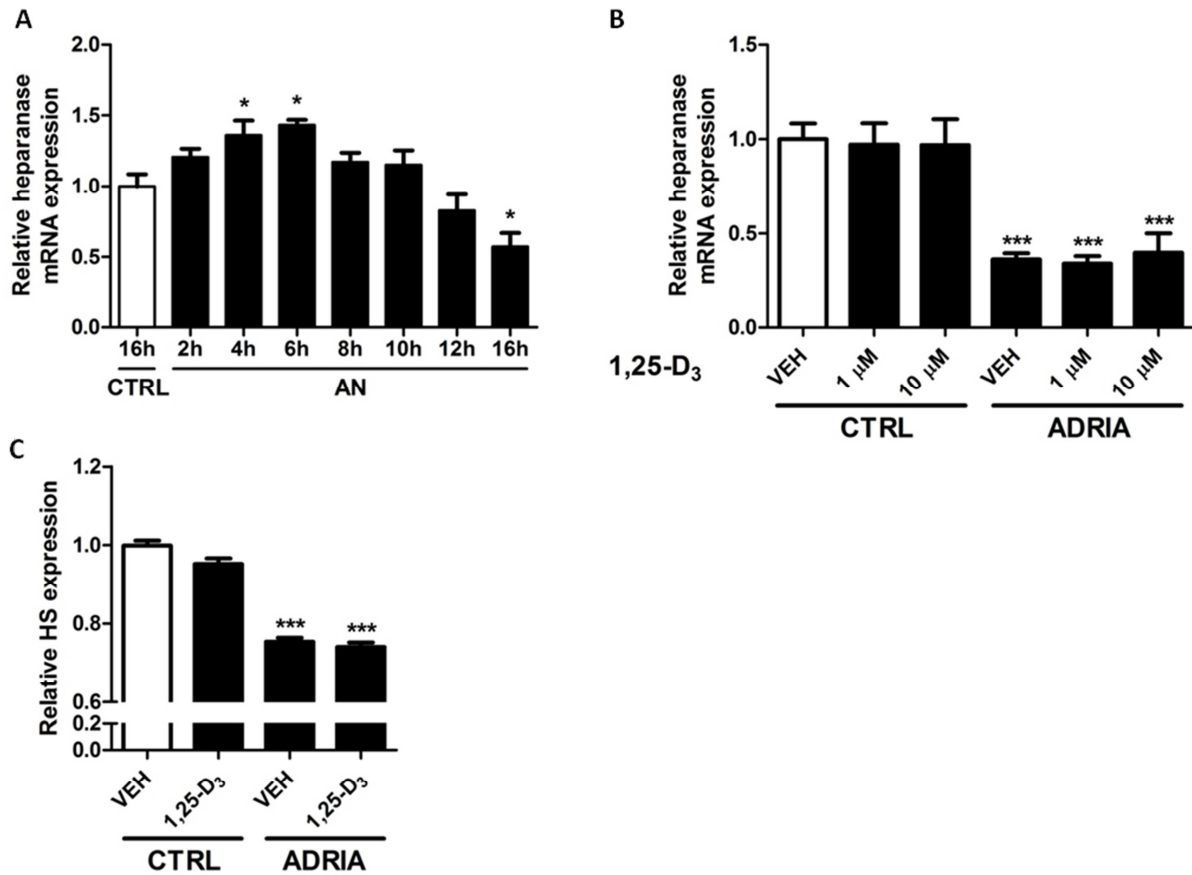 A
Relative heparanase
mRNA expression
2.0
1.5
1.0
0.5
0.0
*
*
*
16h 2h 4h 6h 8h 10h 12h 16h
CTRL AN
B
Relative heparanase
mRNA expression
1.5
1.0
0.5
0.0
***
***
***
1,25-D₃
VEH 1 μM 10 μM VEH 1 μM 10 μM
CTRL ADRIA
C
Relative HS expression
1.2
1.0
0.8
0.6
0.2
0.0
***
***
VEH 1,25-D₃ VEH 1,25-D₃
CTRL ADRIA